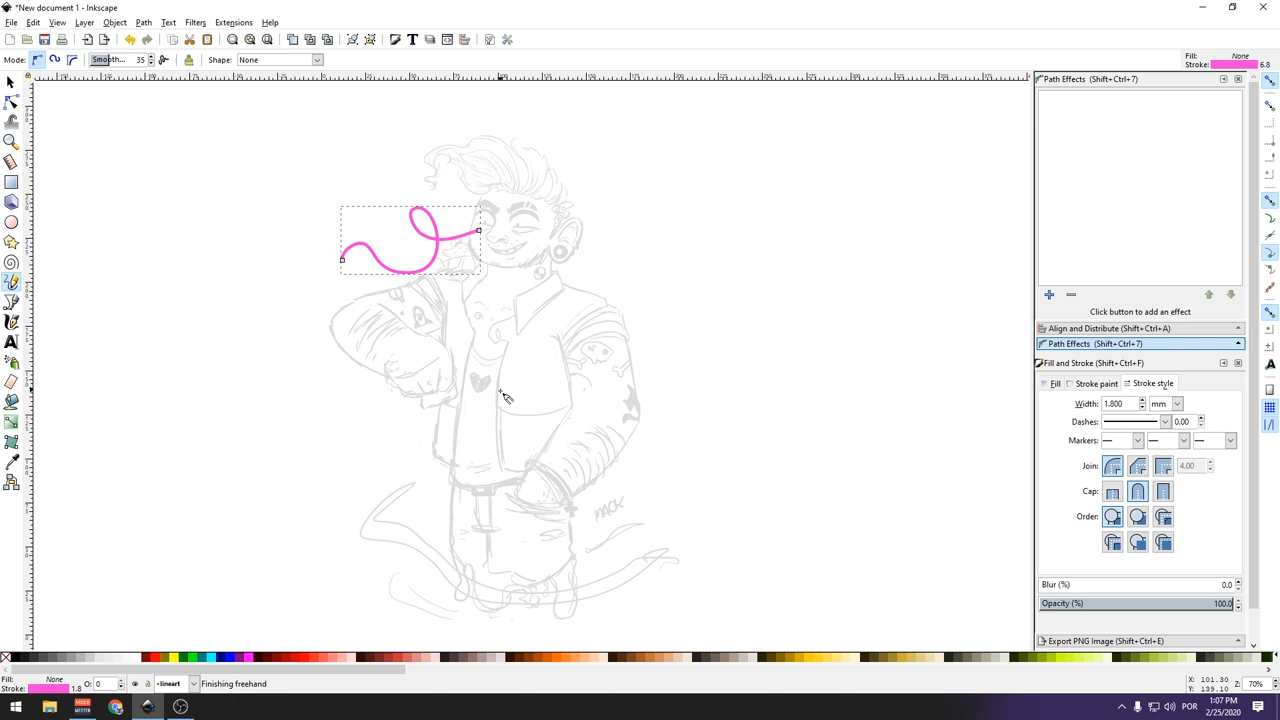 *New document 1 - Inkscape
File Edit View Layer Object Path Text Filters Extensions Help
Mode: Smooth... 35 Shape: None Fill: None
Stroke: 6.8
Path Effects (Shift+Ctrl+7)
Click button to add an effect
Align and Distribute (Shift+Ctrl+A)
Path Effects (Shift+Ctrl+7)
Fill and Stroke (Shift+Ctrl+F)
Fill Stroke paint Stroke style
Width: 1.800 mm
Dashes: 0.00
Markers:
Join: 4.00
Cap:
Order:
MACK
Blur (%) 0.0
Opacity (%) 100.0
Export PNG Image (Shift+Ctrl+E)
Fill: None
Stroke: 1.8 O: 0 lineart Finishing freehand X: 101.30
Y: 139.10 Z: 70%
VOICE MEETER POR 1:07 PM
2/25/2020